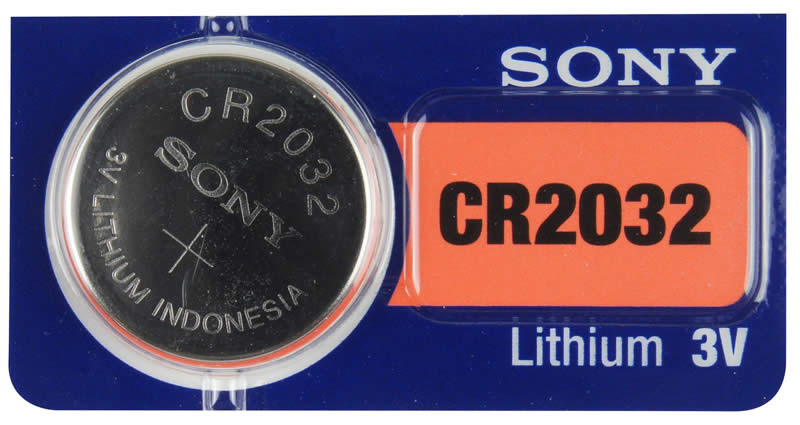 CR2032
SONY
+
3V LITHIUM INDONESIA
SONY
CR2032
Lithium 3V